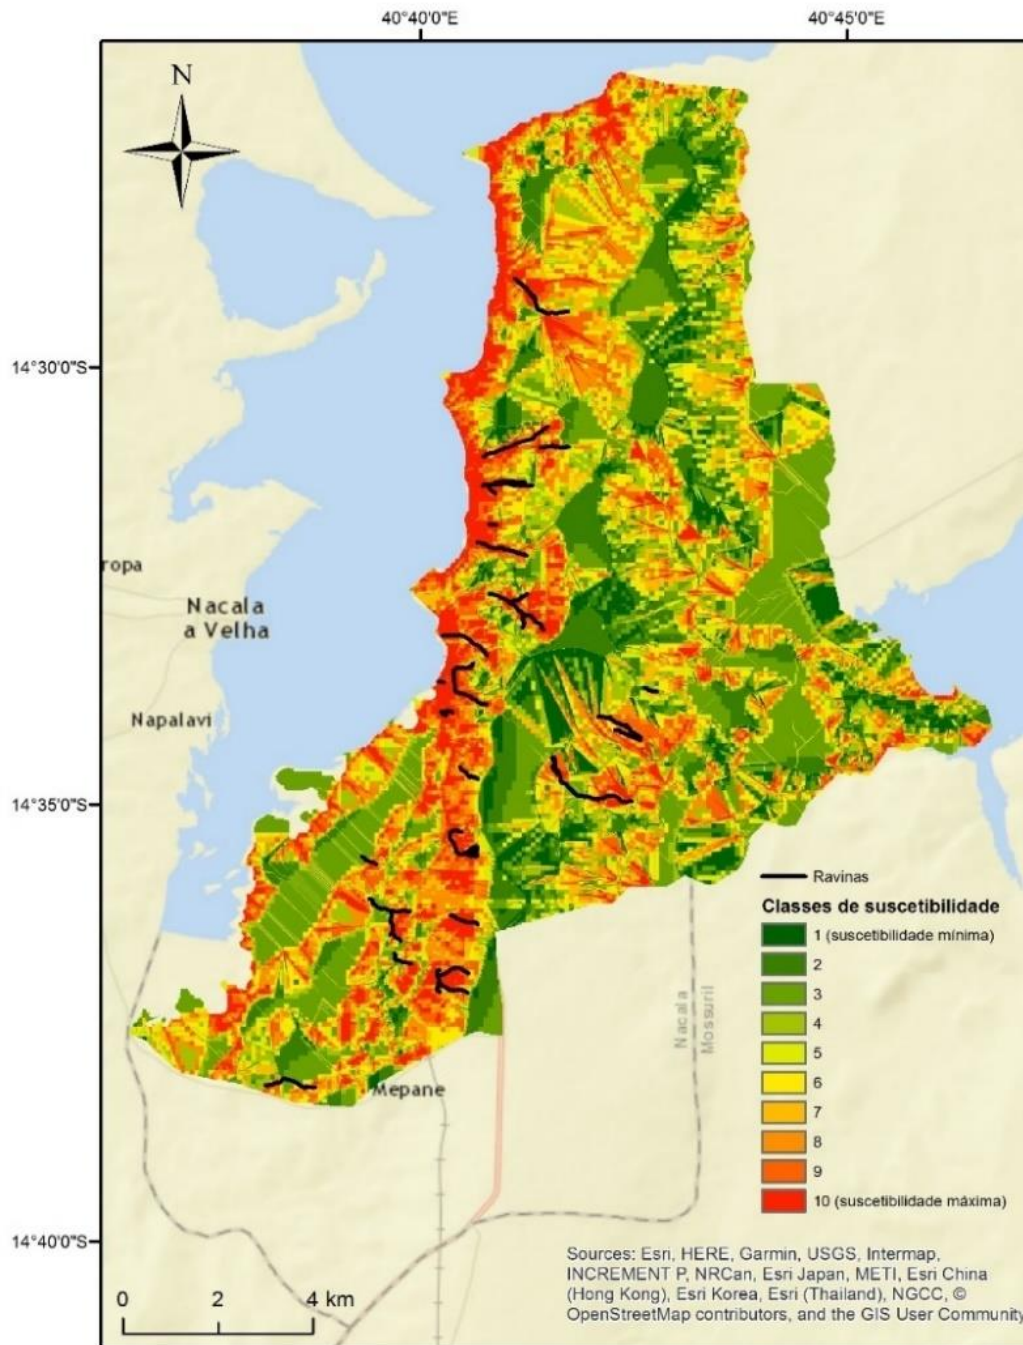 40°40'0"E
40°45'0"E
N
14°30'0"S
ropa
Nacala
a Velha
Napalavi
14°35'0"S
Ravinas
Classes de suscetibilidade
1 (suscetibilidade mínima)
2
3
4
5
6
7
8
9
10 (suscetibilidade máxima)
Nacala
Mossuril
Mepane
14°40'0"S
Sources: Esri, HERE, Garmin, USGS, Intermap,
INCREMENT P, NRCan, Esri Japan, METI, Esri China
(Hong Kong), Esri Korea, Esri (Thailand), NGCC, ©
OpenStreetMap contributors, and the GIS User Community
0 2 4 km